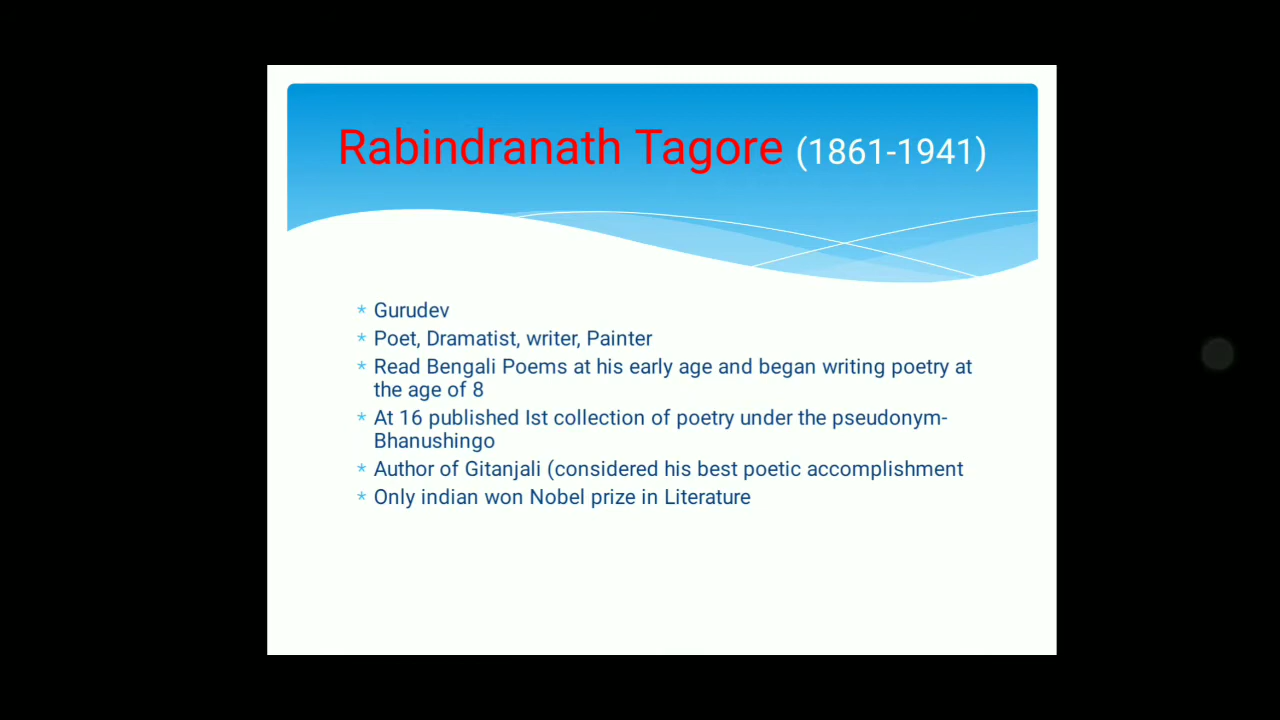 Rabindranath Tagore (1861-1941)
* Gurudev
* Poet, Dramatist, writer, Painter
* Read Bengali Poems at his early age and began writing poetry at
the age of 8
* At 16 published Ist collection of poetry under the pseudonym-
Bhanushingo
* Author of Gitanjali (considered his best poetic accomplishment
* Only indian won Nobel prize in Literature